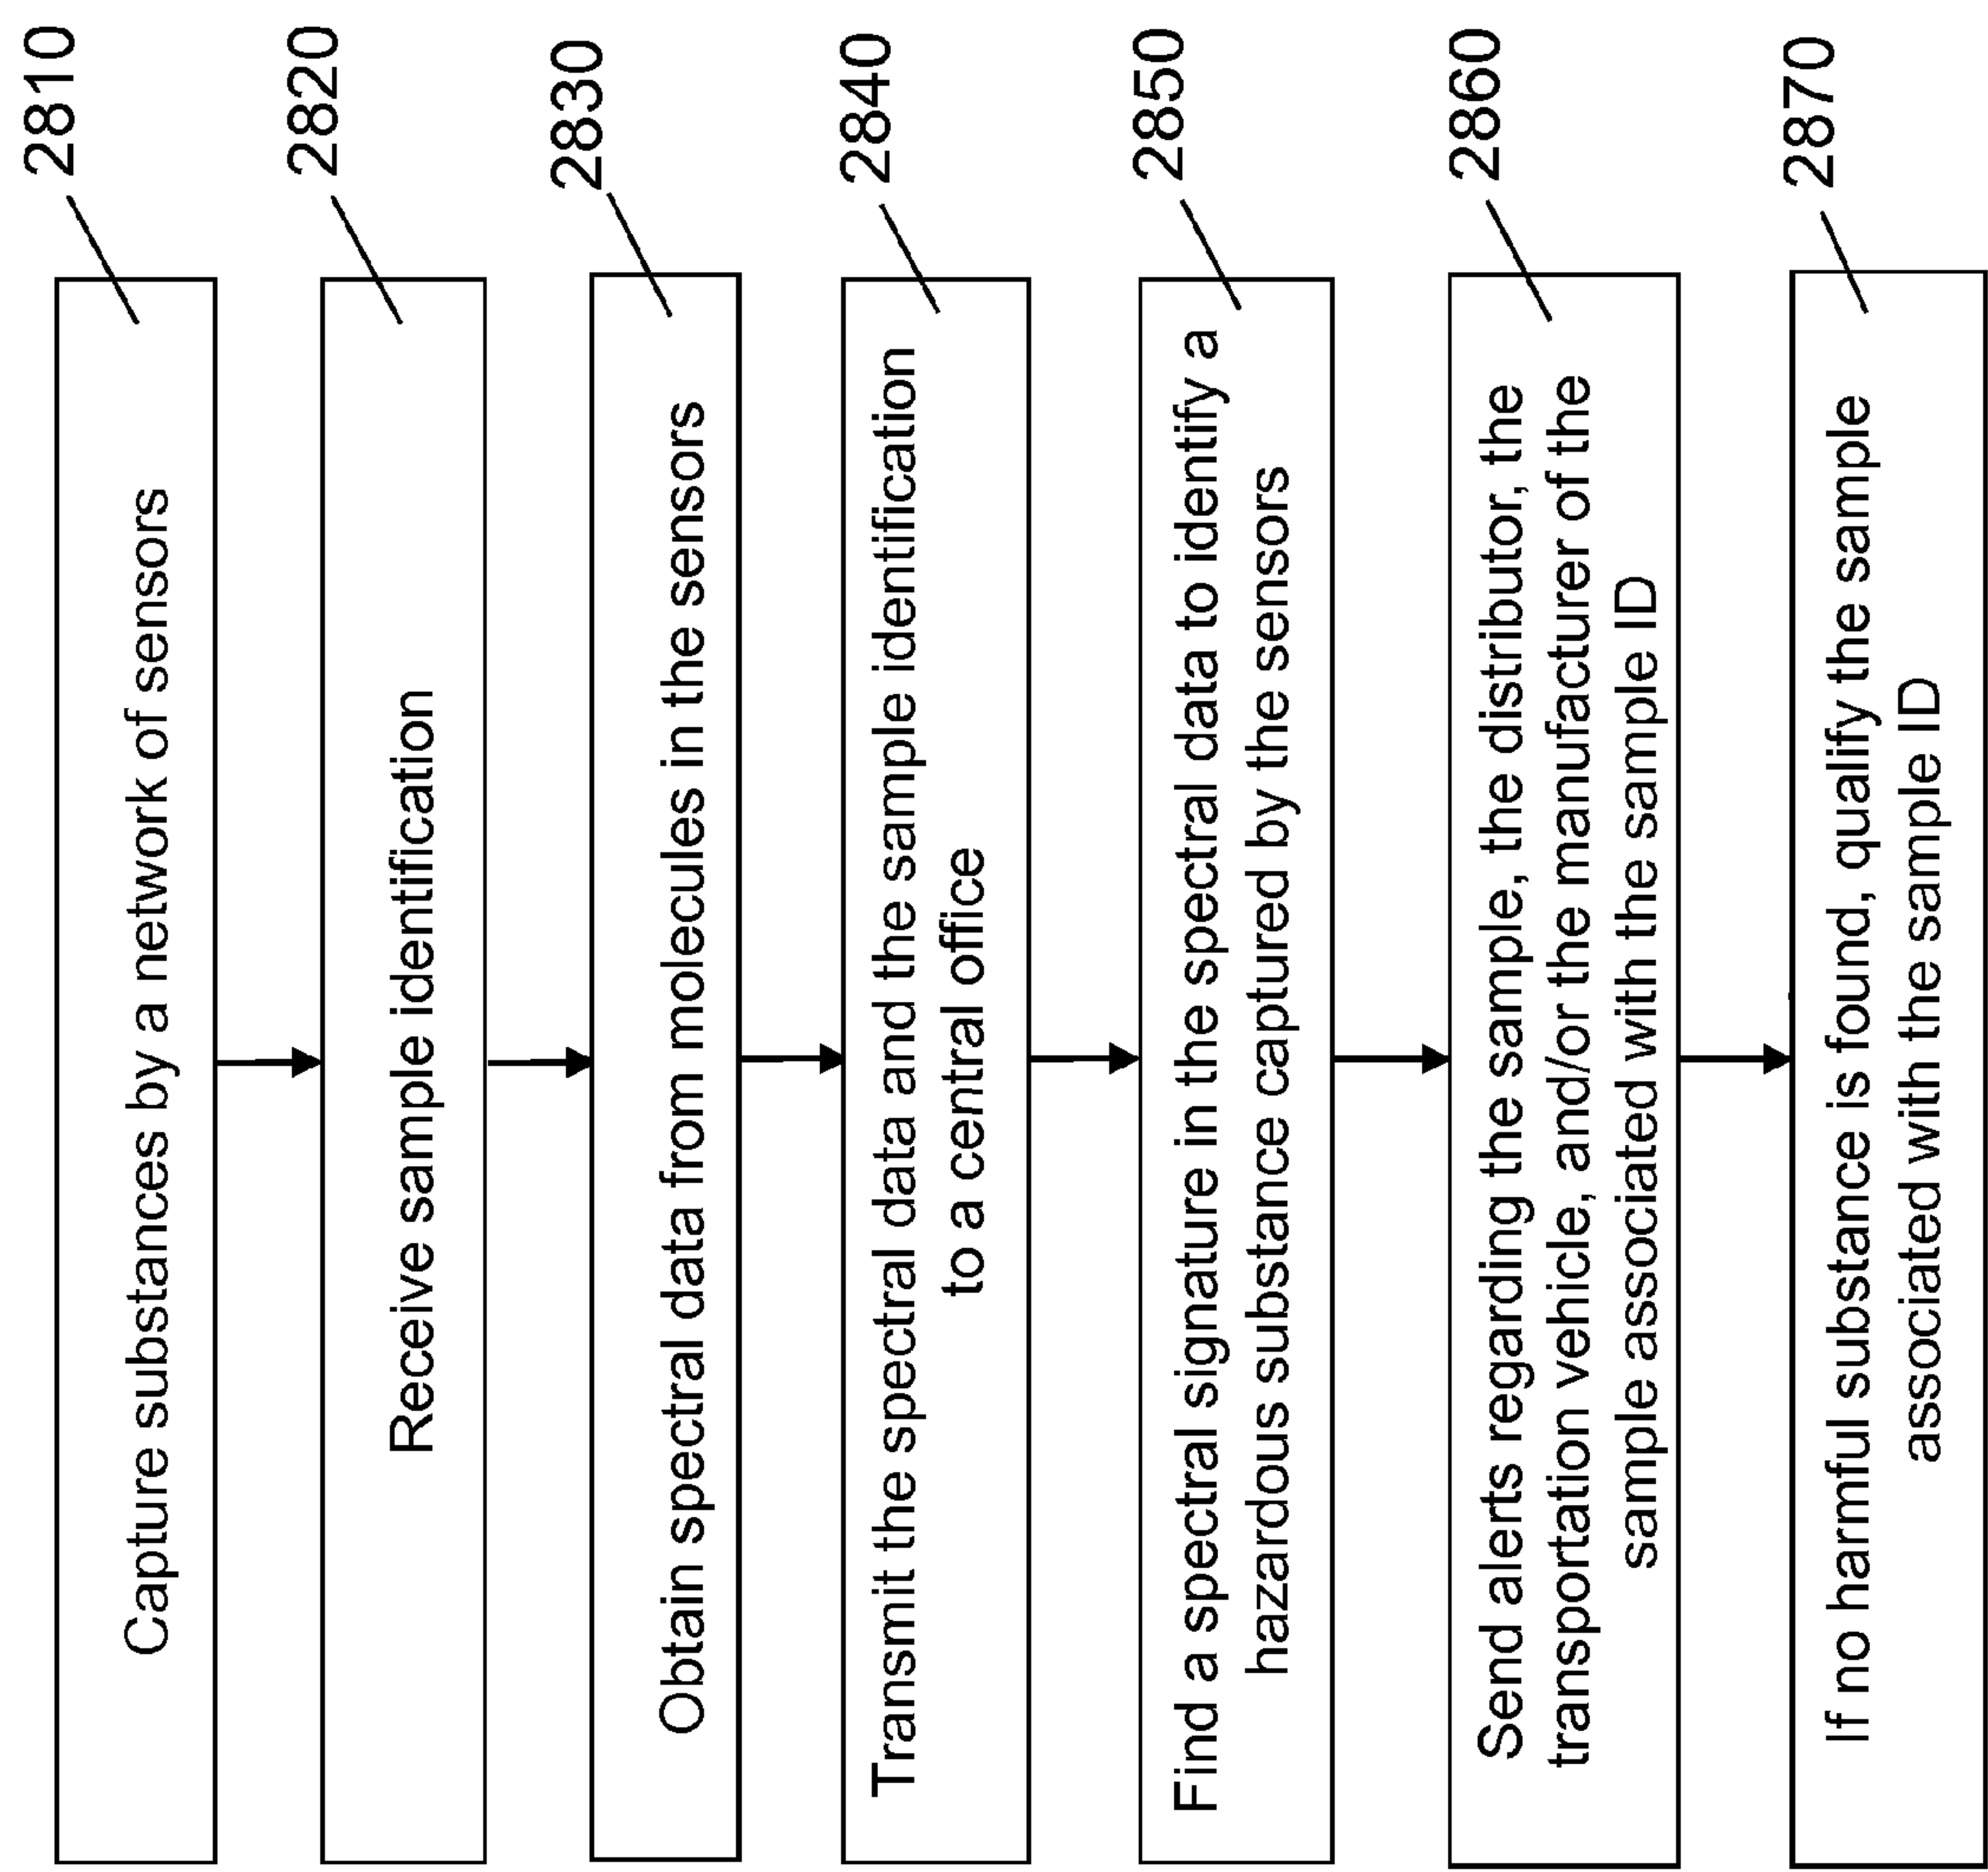 2810
Capture substances by a network of sensors
2820
Receive sample identification
2830
Obtain spectral data from molecules in the sensors
2840
Transmit the spectral data and the sample identification
to a central office
2850
Find a spectral signature in the spectral data to identify a
hazardous substance captured by the sensors
2860
Send alerts regarding the sample, the distributor, the
transportation vehicle, and/or the manufacturer of the
sample associated with the sample ID
2870
If no harmful substance is found, qualify the sample
associated with the sample ID